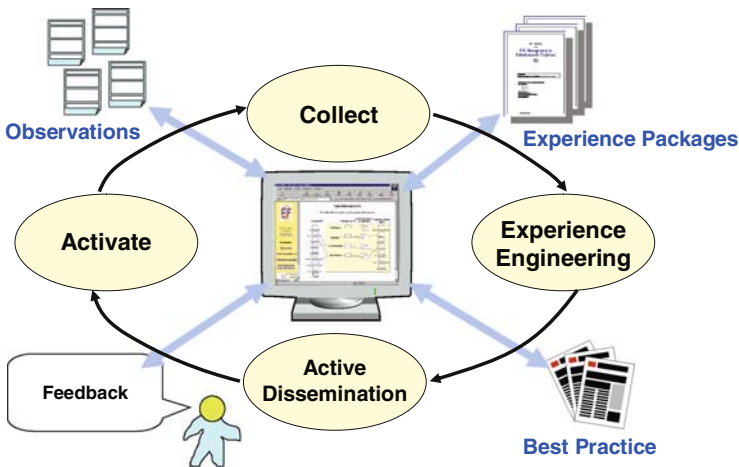 Collect
Observations
Experience Packages
Activate
Experience
Engineering
Active
Dissemination
Feedback
Best Practice